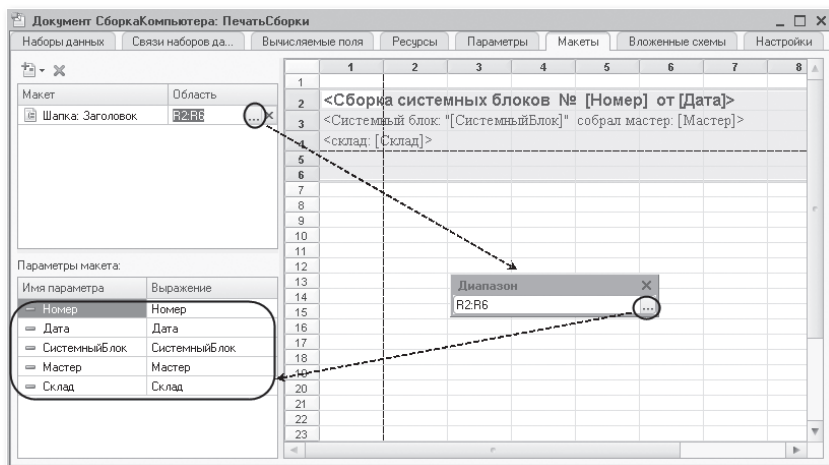 Документ СборкаКомпьютера: ПечатьСборки
Наборы данных Связи наборов да... Вычисляемые поля Ресурсы Параметры Макеты Вложенные схемы Настройки
Макет Область
Шапка: Заголовок R2:R6 ... ×
1 2 3 4 5 6 7 8
1
2 <Сборка системных блоков № [Номер] от [Дата]>
3 <Системный блок: "[СистемныйБлок]" собрал мастер: [Мастер]>
4 <склад: [Склад]>
5
6
7
8
9
10
11
12
13
14
15
16
17
18
19
20
21
22
23
Диапазон
R2:R6 ...
Параметры макета:
Имя параметра Выражение
Номер Номер
Дата Дата
СистемныйБлок СистемныйБлок
Мастер Мастер
Склад Склад